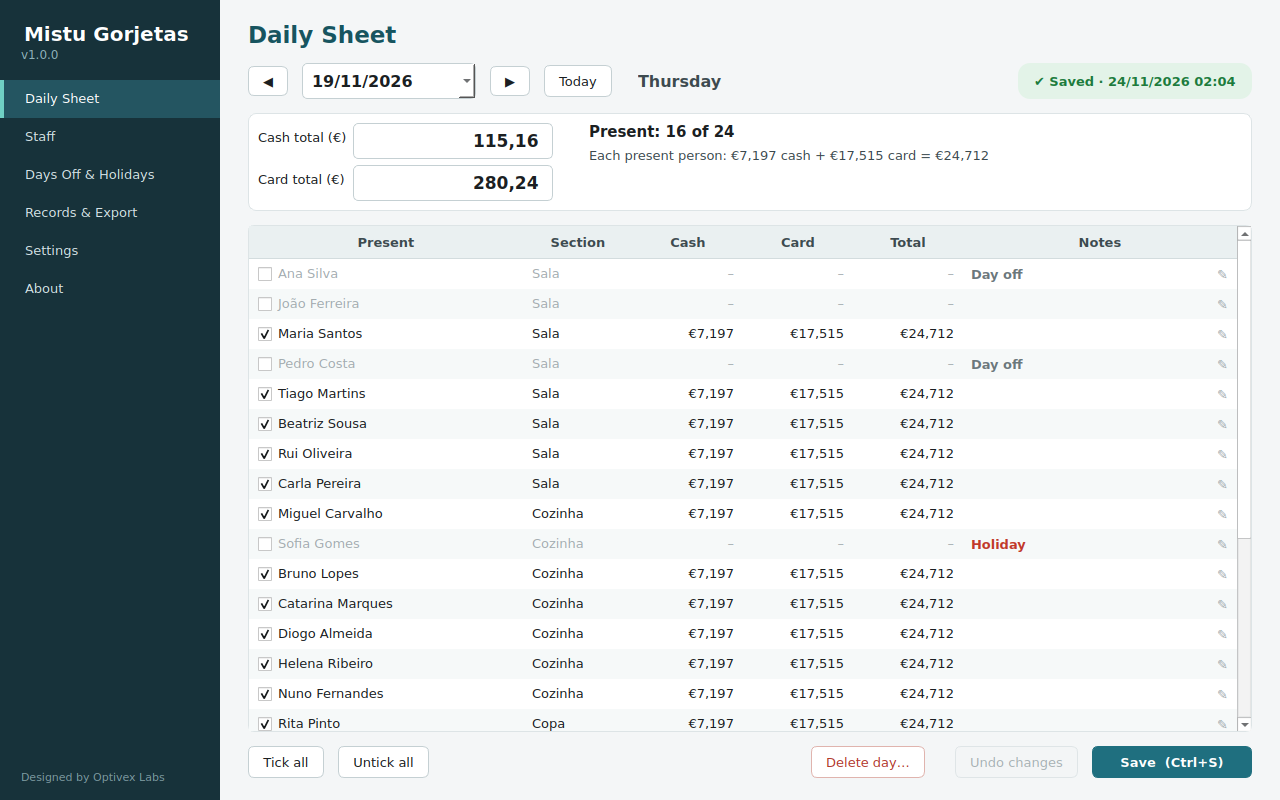 Mistu Gorjetas
v1.0.0
Daily Sheet
Staff
Days Off & Holidays
Records & Export
Settings
About
Designed by Optivex Labs
Daily Sheet
◀ 19/11/2026 ▶ Today Thursday ✔ Saved · 24/11/2026 02:04
Cash total (€) 115,16
Card total (€) 280,24
Present: 16 of 24
Each present person: €7,197 cash + €17,515 card = €24,712
Present Section Cash Card Total Notes
Ana Silva Sala – – – Day off ✎
João Ferreira Sala – – – ✎
Maria Santos Sala €7,197 €17,515 €24,712 ✎
Pedro Costa Sala – – – Day off ✎
Tiago Martins Sala €7,197 €17,515 €24,712 ✎
Beatriz Sousa Sala €7,197 €17,515 €24,712 ✎
Rui Oliveira Sala €7,197 €17,515 €24,712 ✎
Carla Pereira Sala €7,197 €17,515 €24,712 ✎
Miguel Carvalho Cozinha €7,197 €17,515 €24,712 ✎
Sofia Gomes Cozinha – – – Holiday ✎
Bruno Lopes Cozinha €7,197 €17,515 €24,712 ✎
Catarina Marques Cozinha €7,197 €17,515 €24,712 ✎
Diogo Almeida Cozinha €7,197 €17,515 €24,712 ✎
Helena Ribeiro Cozinha €7,197 €17,515 €24,712 ✎
Nuno Fernandes Cozinha €7,197 €17,515 €24,712 ✎
Rita Pinto Copa €7,197 €17,515 €24,712 ✎
Tick all Untick all Delete day... Undo changes Save (Ctrl+S)